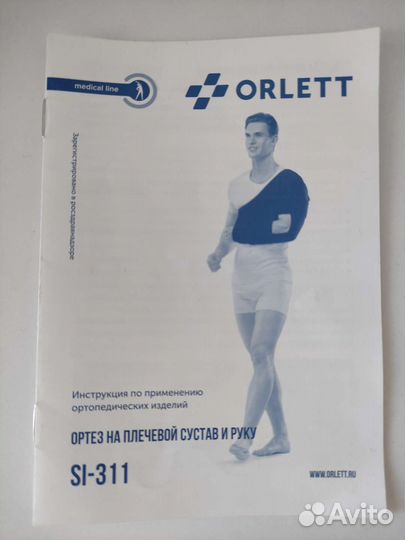 medical line
ORLETT
Зарегистрировано в росздравнадзоре
Инструкция по применению
ортопедических изделий
ОРТЕЗ НА ПЛЕЧЕВОЙ СУСТАВ И РУКУ
SI-311
WWW.ORLETT.RU
Avito